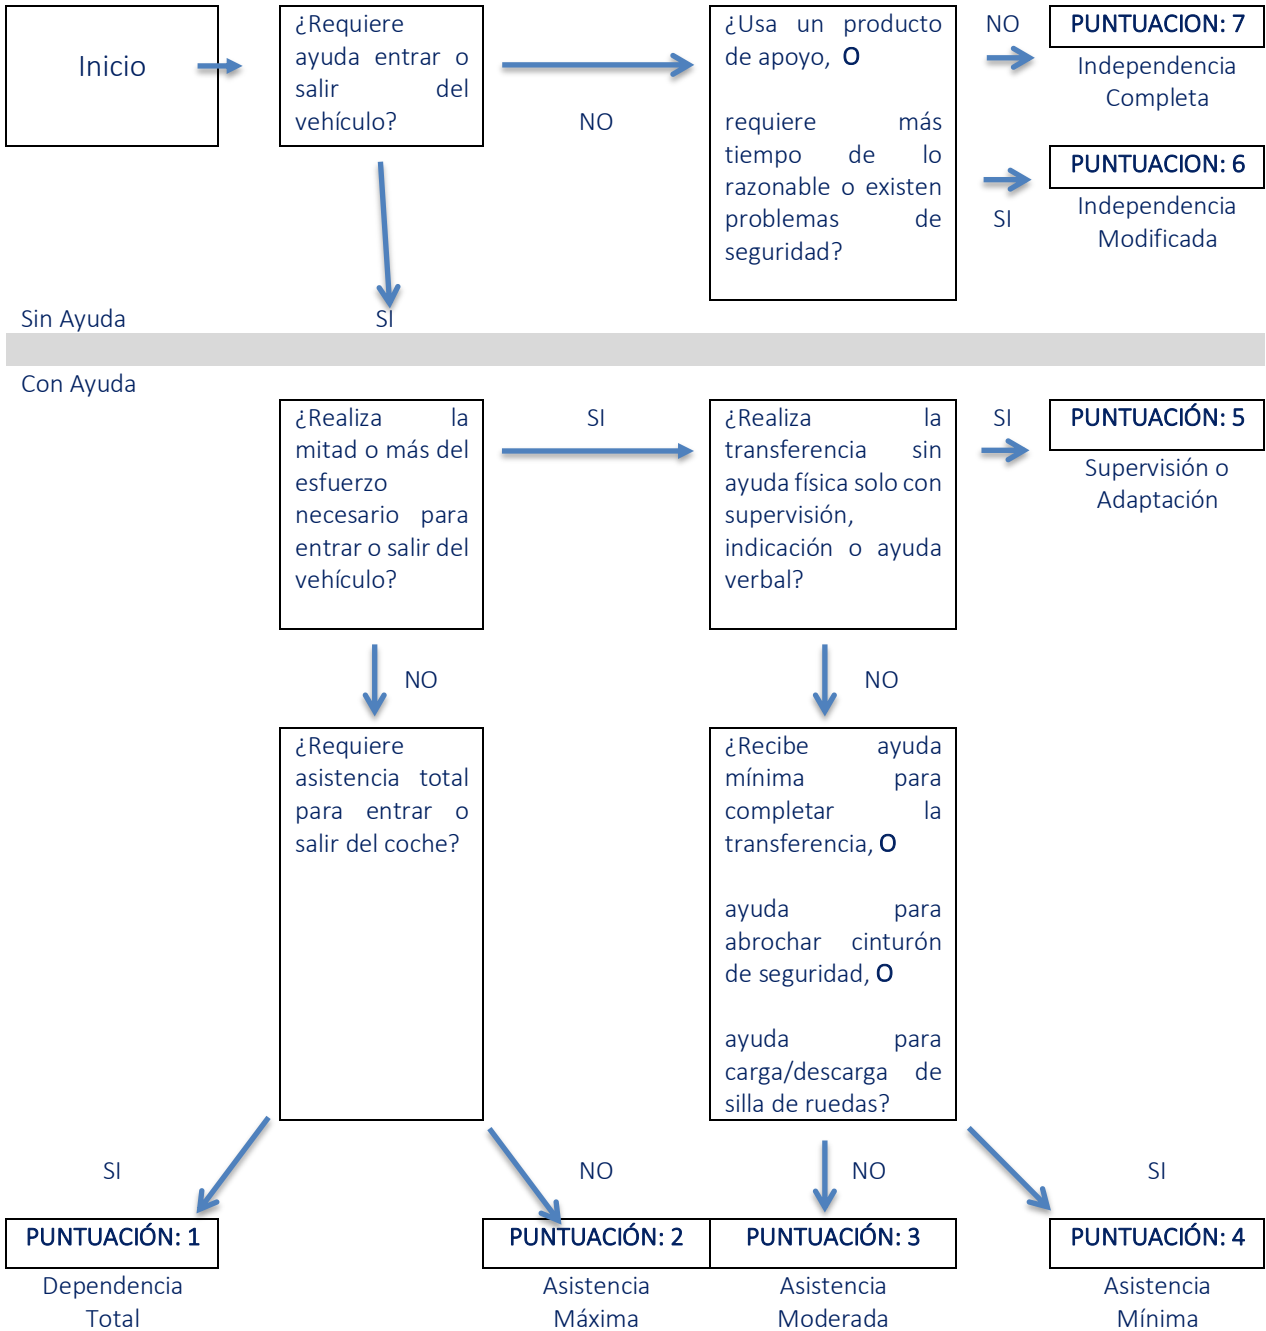 Inicio
¿Requiere
ayuda entrar o
salir del
vehículo?
NO
¿Usa un producto
de apoyo, O
requiere más
tiempo de lo
razonable o existen
problemas de
seguridad?
NO
PUNTUACION: 7
Independencia
Completa
SI
PUNTUACION: 6
Independencia
Modificada
Sin Ayuda
SI
Con Ayuda
¿Realiza la
mitad o más del
esfuerzo
necesario para
entrar o salir del
vehículo?
SI
¿Realiza la
transferencia sin
ayuda física solo con
supervisión,
indicación o ayuda
verbal?
SI
PUNTUACIÓN: 5
Supervisión o
Adaptación
NO
NO
¿Requiere
asistencia total
para entrar o
salir del coche?
¿Recibe ayuda
mínima para
completar la
transferencia, O
ayuda para
abrochar cinturón
de seguridad, O
ayuda para
carga/descarga de
silla de ruedas?
SI
NO
NO
SI
PUNTUACIÓN: 1
Dependencia
Total
PUNTUACIÓN: 2
Asistencia
Máxima
PUNTUACIÓN: 3
Asistencia
Moderada
PUNTUACIÓN: 4
Asistencia
Mínima